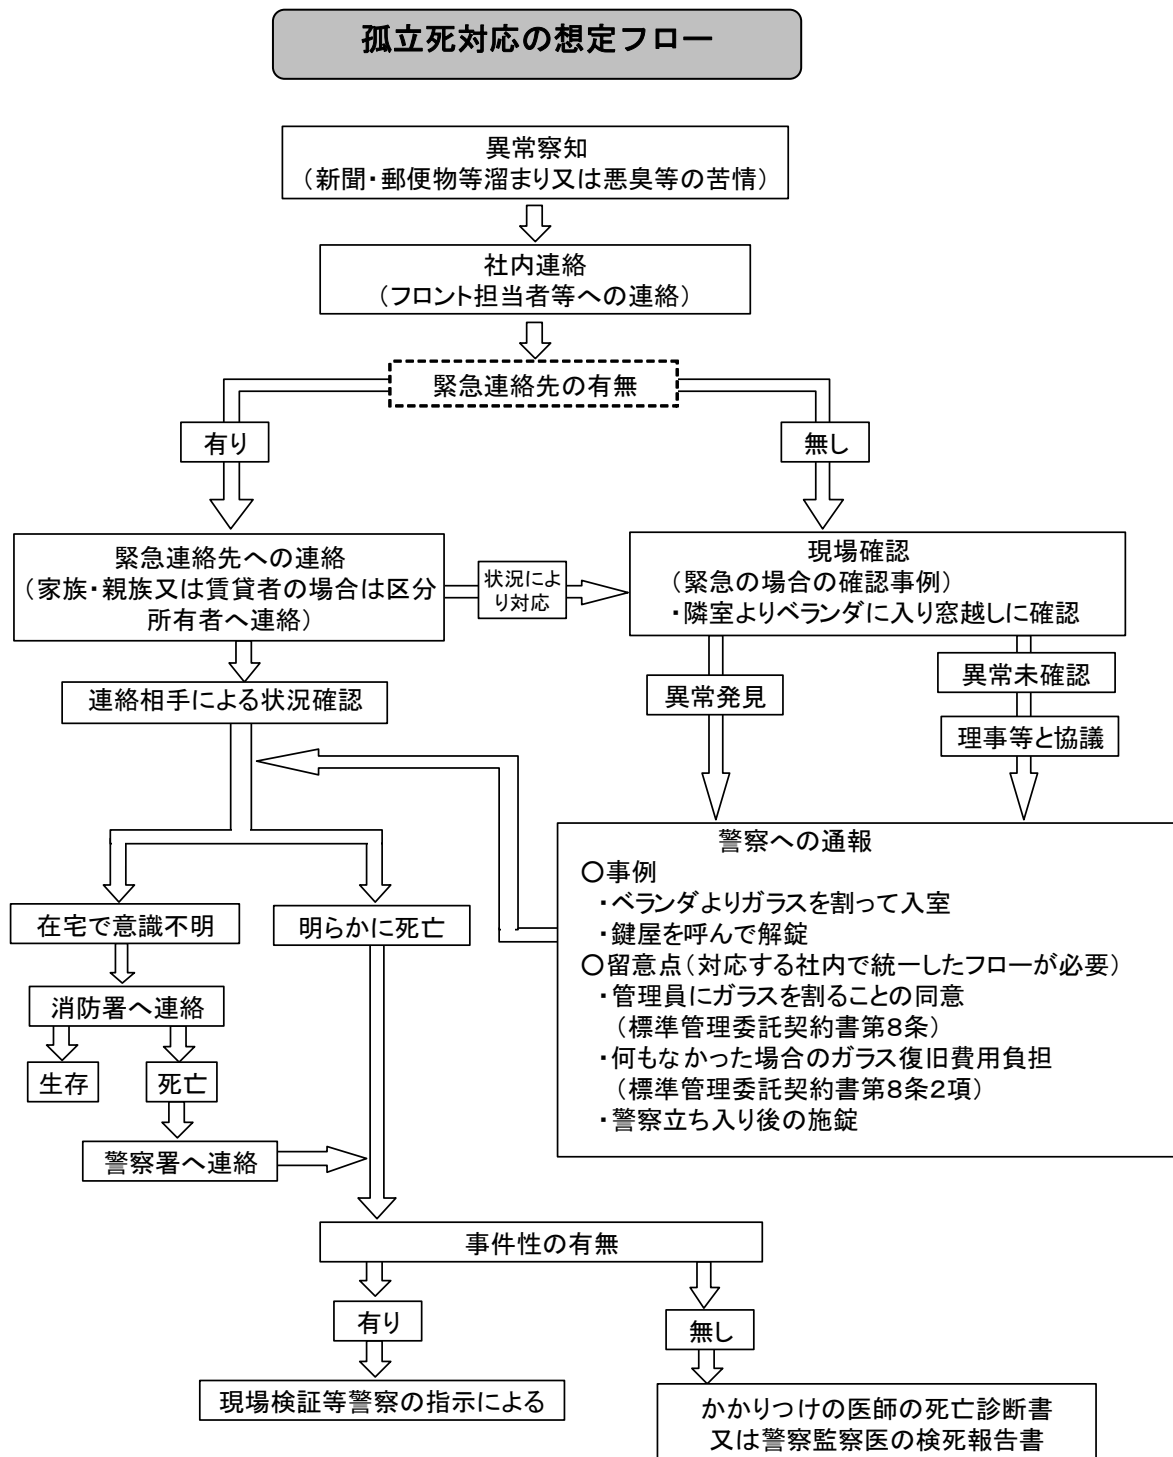 孤立死対応の想定フロー
異常察知
（新聞・郵便物等溜まり又は悪臭等の苦情）
社内連絡
（フロント担当者等への連絡）
緊急連絡先の有無
有り
無し
緊急連絡先への連絡
（家族・親族又は賃貸者の場合は区分
所有者へ連絡）
状況によ
り対応
現場確認
（緊急の場合の確認事例）
・隣室よりベランダに入り窓越しに確認
連絡相手による状況確認
異常発見
異常未確認
理事等と協議
警察への通報
○事例
・ベランダよりガラスを割って入室
・鍵屋を呼んで解錠
○留意点（対応する社内で統一したフローが必要）
・管理員にガラスを割ることの同意
（標準管理委託契約書第８条）
・何もなかった場合のガラス復旧費用負担
（標準管理委託契約書第８条２項）
・警察立ち入り後の施錠
在宅で意識不明
明らかに死亡
消防署へ連絡
生存
死亡
警察署へ連絡
事件性の有無
有り
無し
現場検証等警察の指示による
かかりつけの医師の死亡診断書
又は警察監察医の検死報告書